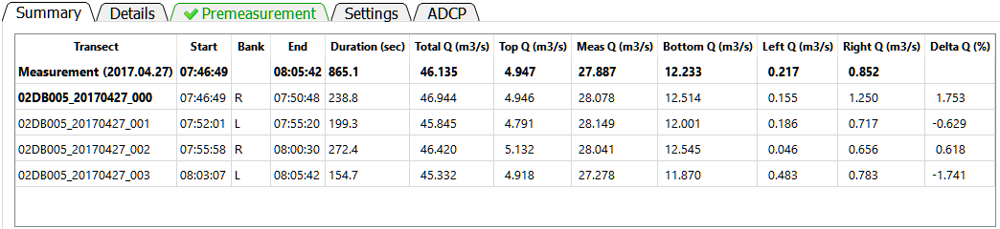 Summary Details Premeasurement Settings ADCP
Transect Start Bank End Duration (sec) Total Q (m3/s) Top Q (m3/s) Meas Q (m3/s) Bottom Q (m3/s) Left Q (m3/s) Right Q (m3/s) Delta Q (%)
Measurement (2017.04.27) 07:46:49 08:05:42 865.1 46.135 4.947 27.887 12.233 0.217 0.852
02DB005_20170427_000 07:46:49 R 07:50:48 238.8 46.944 4.946 28.078 12.514 0.155 1.250 1.753
02DB005_20170427_001 07:52:01 L 07:55:20 199.3 45.845 4.791 28.149 12.001 0.186 0.717 -0.629
02DB005_20170427_002 07:55:58 R 08:00:30 272.4 46.420 5.132 28.041 12.545 0.046 0.656 0.618
02DB005_20170427_003 08:03:07 L 08:05:42 154.7 45.332 4.918 27.278 11.870 0.483 0.783 -1.741